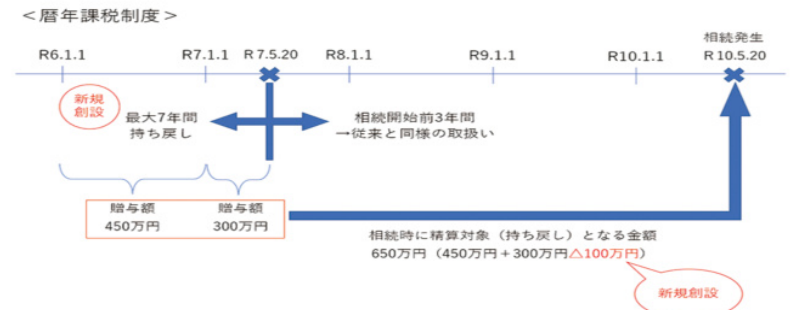 ＜暦年課税制度＞
相続発生
R6.1.1
R7.1.1
R7.5.20
R8.1.1
R9.1.1
R10.1.1
R10.5.20
新規
創設
最大7年間
持ち戻し
相続開始前3年間
→従来と同様の取扱い
贈与額
450万円
贈与額
300万円
相続時に精算対象（持ち戻し）となる金額
650万円（450万円＋300万円△100万円）
新規創設